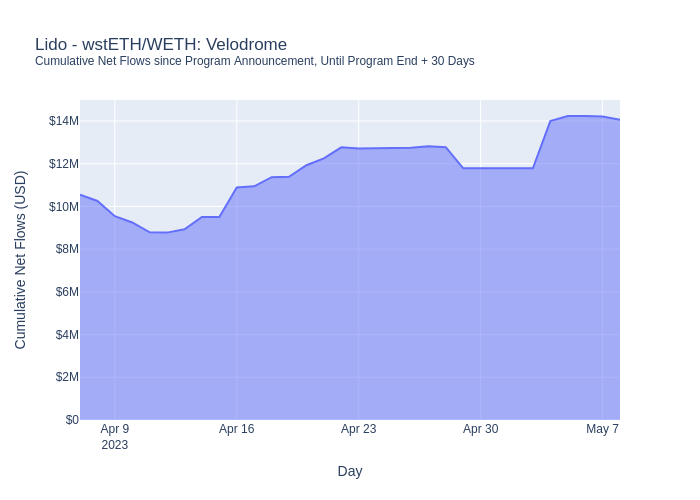 Lido - wstETH/WETH: Velodrome
Cumulative Net Flows since Program Announcement, Until Program End + 30 Days
Cumulative Net Flows (USD)
$14M
$12M
$10M
$8M
$6M
$4M
$2M
$0
Apr 9
2023
Apr 16
Apr 23
Apr 30
May 7
Day